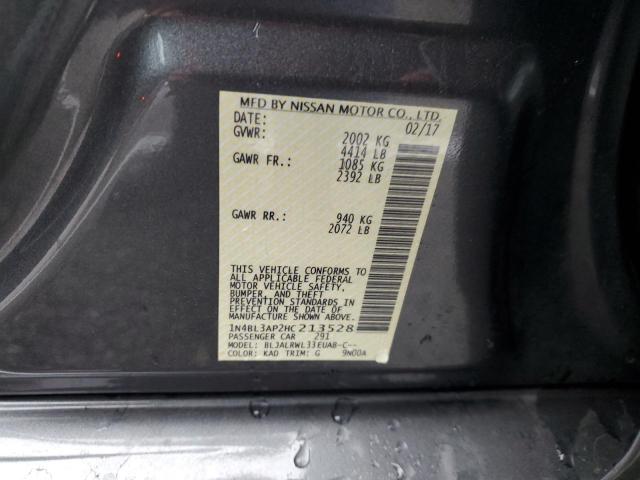 MFD BY NISSAN MOTOR CO., LTD.
DATE: 02/17
GVWR: 2002 KG
4414 LB
GAWR FR.: 1085 KG
2392 LB
GAWR RR.: 940 KG
2072 LB
THIS VEHICLE CONFORMS TO
ALL APPLICABLE FEDERAL
MOTOR VEHICLE SAFETY,
BUMPER, AND THEFT
PREVENTION STANDARDS IN
EFFECT ON THE DATE OF
MANUFACTURE SHOWN ABOVE.
1N4BL3AP2HC213528
PASSENGER CAR 291
MODEL: BLJALRWL33EUAB-C--
COLOR: KAD TRIM: G 9N00A